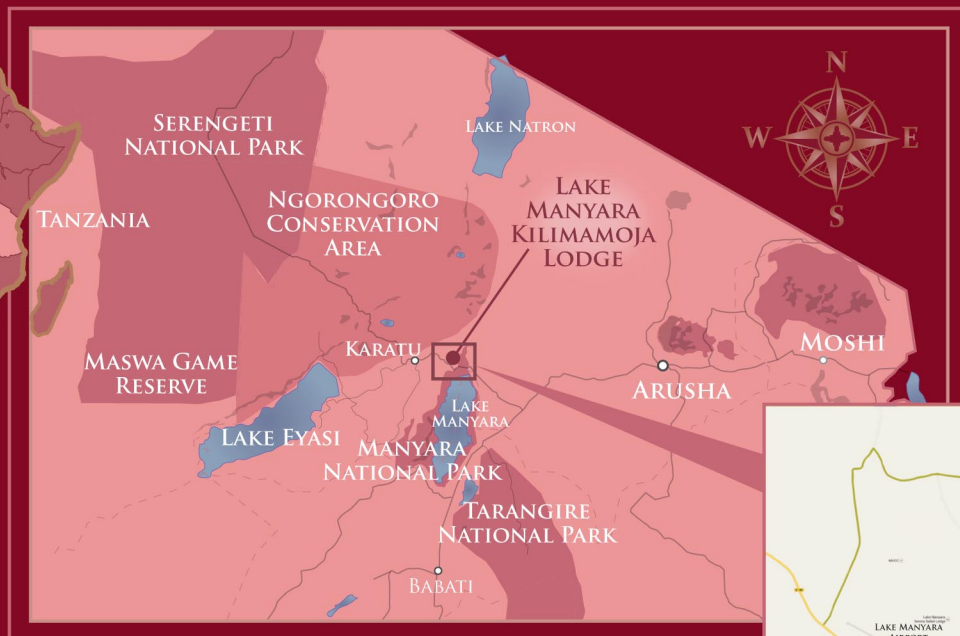 N
W
E
S
SERENGETI
NATIONAL PARK
LAKE NATRON
NGORONGORO
CONSERVATION
AREA
LAKE
MANYARA
KILIMAMOJA
LODGE
TANZANIA
MASWA GAME
RESERVE
KARATU
MOSHI
ARUSHA
LAKE EYASI
LAKE
MANYARA
MANYARA
NATIONAL PARK
TARANGIRE
NATIONAL PARK
BABATI
LAKE MANYARA